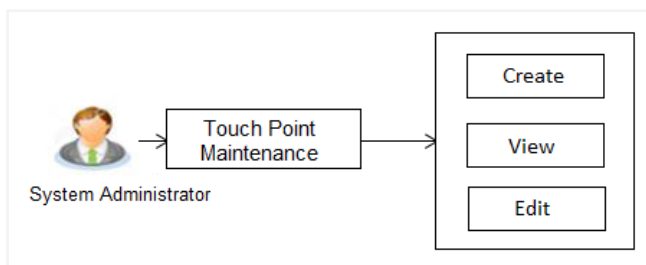 Create
Touch Point
Maintenance
View
System Administrator
Edit